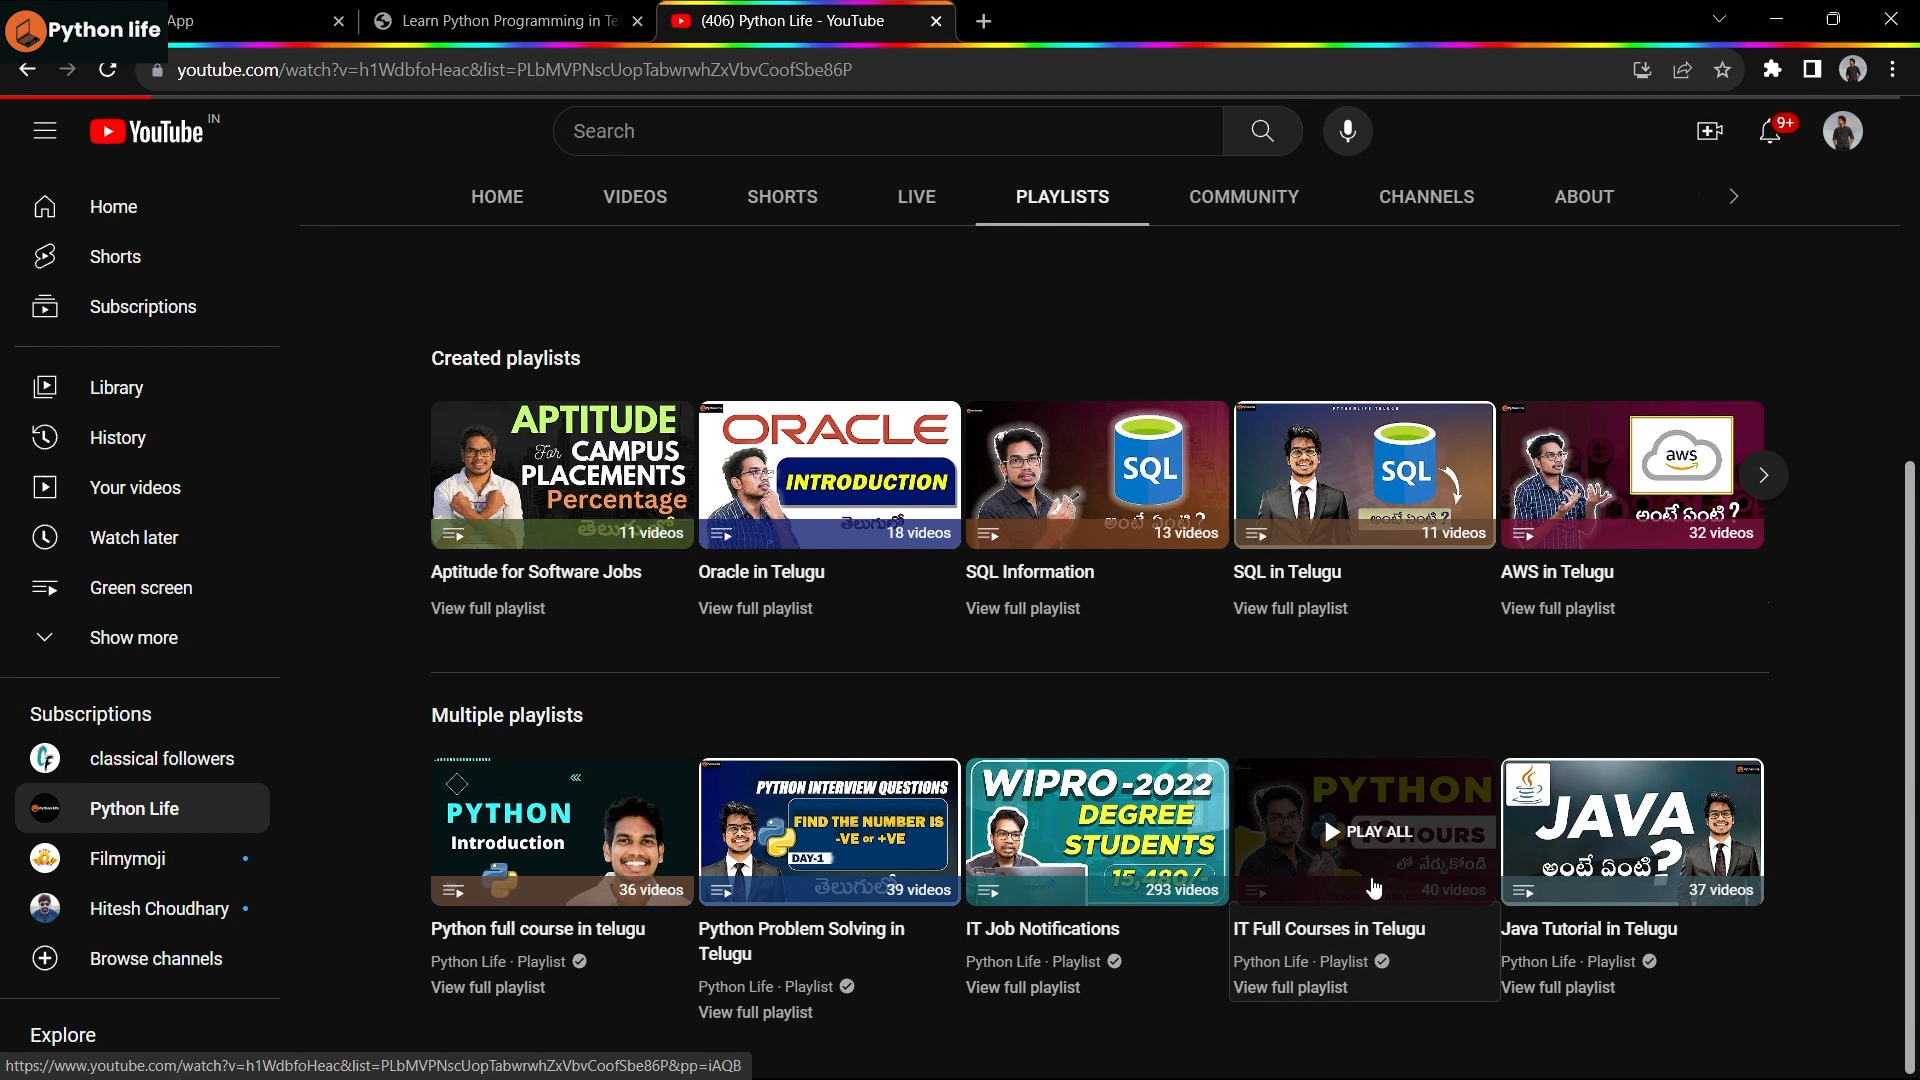 Python life
App
Learn Python Programming in Te
(406) Python Life - YouTube
youtube.com/watch?v=h1WdbfoHeac&list=PLbMVPNscUopTabwrwhZxVbvCoofSbe86P
YouTube IN
Search
9+
HOME
VIDEOS
SHORTS
LIVE
PLAYLISTS
COMMUNITY
CHANNELS
ABOUT
Home
Shorts
Subscriptions
Library
History
Your videos
Watch later
Green screen
Show more
Subscriptions
classical followers
Python Life
Filmymoji
Hitesh Choudhary
Browse channels
Explore
Created playlists
APTITUDE
For CAMPUS
PLACEMENTS
Percentage
తెలుగులో
11 videos
Aptitude for Software Jobs
View full playlist
ORACLE
INTRODUCTION
తెలుగులో
18 videos
Oracle in Telugu
View full playlist
SQL
అంటే ఏంటి ?
13 videos
SQL Information
View full playlist
PYTHONLIFE TELUGU
SQL
అంటే ఏంటి ?
11 videos
SQL in Telugu
View full playlist
aws
అంటే ఏంటి ?
32 videos
AWS in Telugu
View full playlist
Multiple playlists
PYTHON
Introduction
36 videos
Python full course in telugu
Python Life · Playlist
View full playlist
PYTHON INTERVIEW QUESTIONS
FIND THE NUMBER IS
-VE or +VE
DAY-1
తెలుగులో
39 videos
Python Problem Solving in
Telugu
Python Life · Playlist
View full playlist
WIPRO -2022
DEGREE
STUDENTS
15,480/-
293 videos
IT Job Notifications
Python Life · Playlist
View full playlist
PYTHON
10 HOURS
లో నేర్చుకోండి
PLAY ALL
40 videos
IT Full Courses in Telugu
Python Life · Playlist
View full playlist
JAVA
అంటే ఏంటి ?
37 videos
Java Tutorial in Telugu
Python Life · Playlist
View full playlist
https://www.youtube.com/watch?v=h1WdbfoHeac&list=PLbMVPNscUopTabwrwhZxVbvCoofSbe86P&pp=iAQB